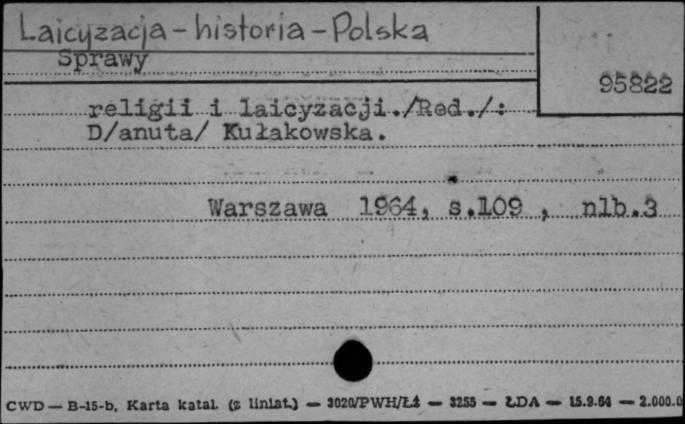 Laicyzacja - historia - Polska
Sprawy
95822
religii i laicyzacji./Red./:
D/anuta/ Kułakowska.
Warszawa 1964, s.109 , nlb.3
CWD — B-15-b. Karta katal. (z liniat.) — 3020/PWH/Łź — 3255 — ŁDA — 15.9.64 — 2.000.0